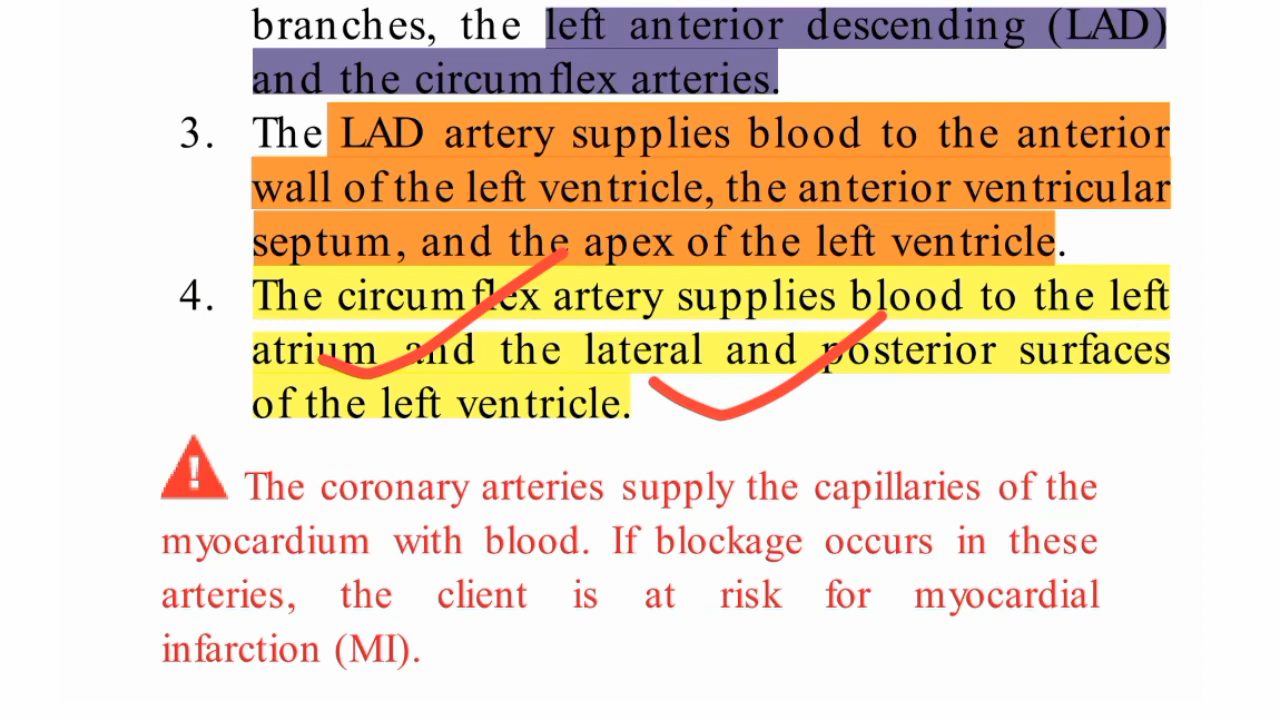 branches, the left anterior descending (LAD)
and the circumflex arteries.
3. The LAD artery supplies blood to the anterior
wall of the left ventricle, the anterior ventricular
septum, and the apex of the left ventricle.
4. The circumflex artery supplies blood to the left
atrium and the lateral and posterior surfaces
of the left ventricle.
! The coronary arteries supply the capillaries of the
myocardium with blood. If blockage occurs in these
arteries, the client is at risk for myocardial
infarction (MI).